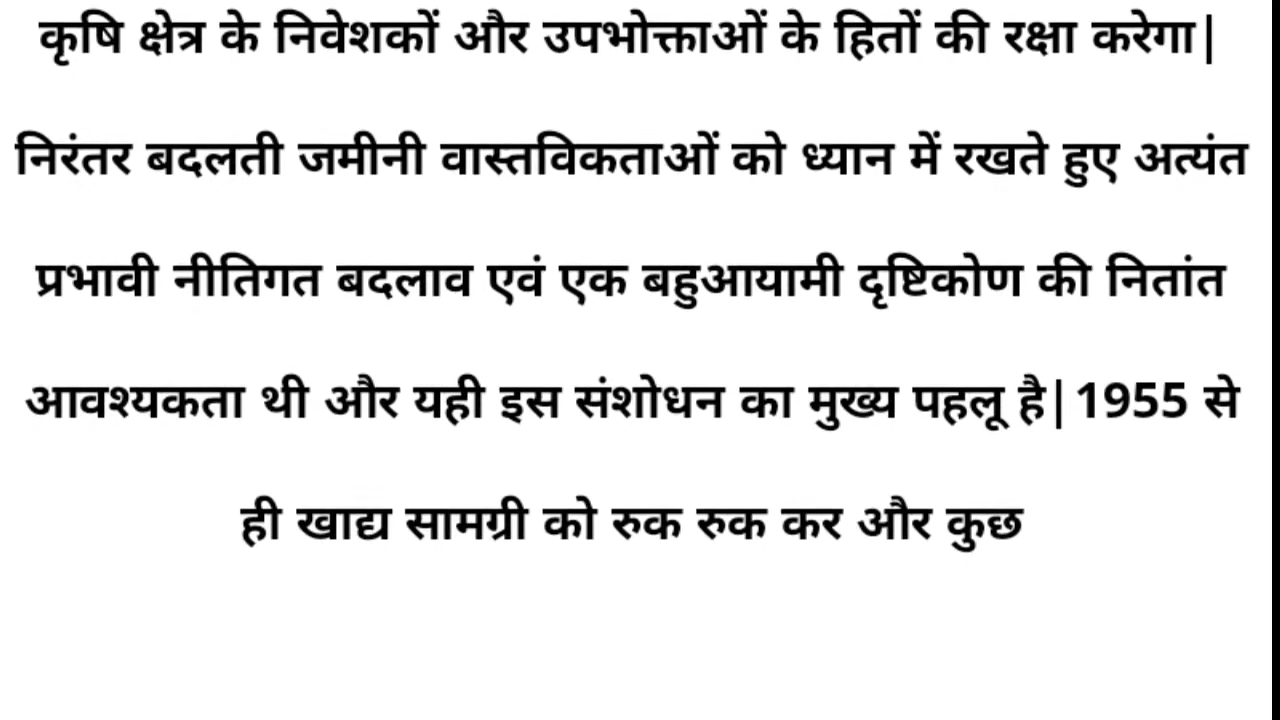 कृषि क्षेत्र के निवेशकों और उपभोक्ताओं के हितों की रक्षा करेगा|
निरंतर बदलती जमीनी वास्तविकताओं को ध्यान में रखते हुए अत्यंत
प्रभावी नीतिगत बदलाव एवं एक बहुआयामी दृष्टिकोण की नितांत
आवश्यकता थी और यही इस संशोधन का मुख्य पहलू है|1955 से
ही खाद्य सामग्री को रुक रुक कर और कुछ